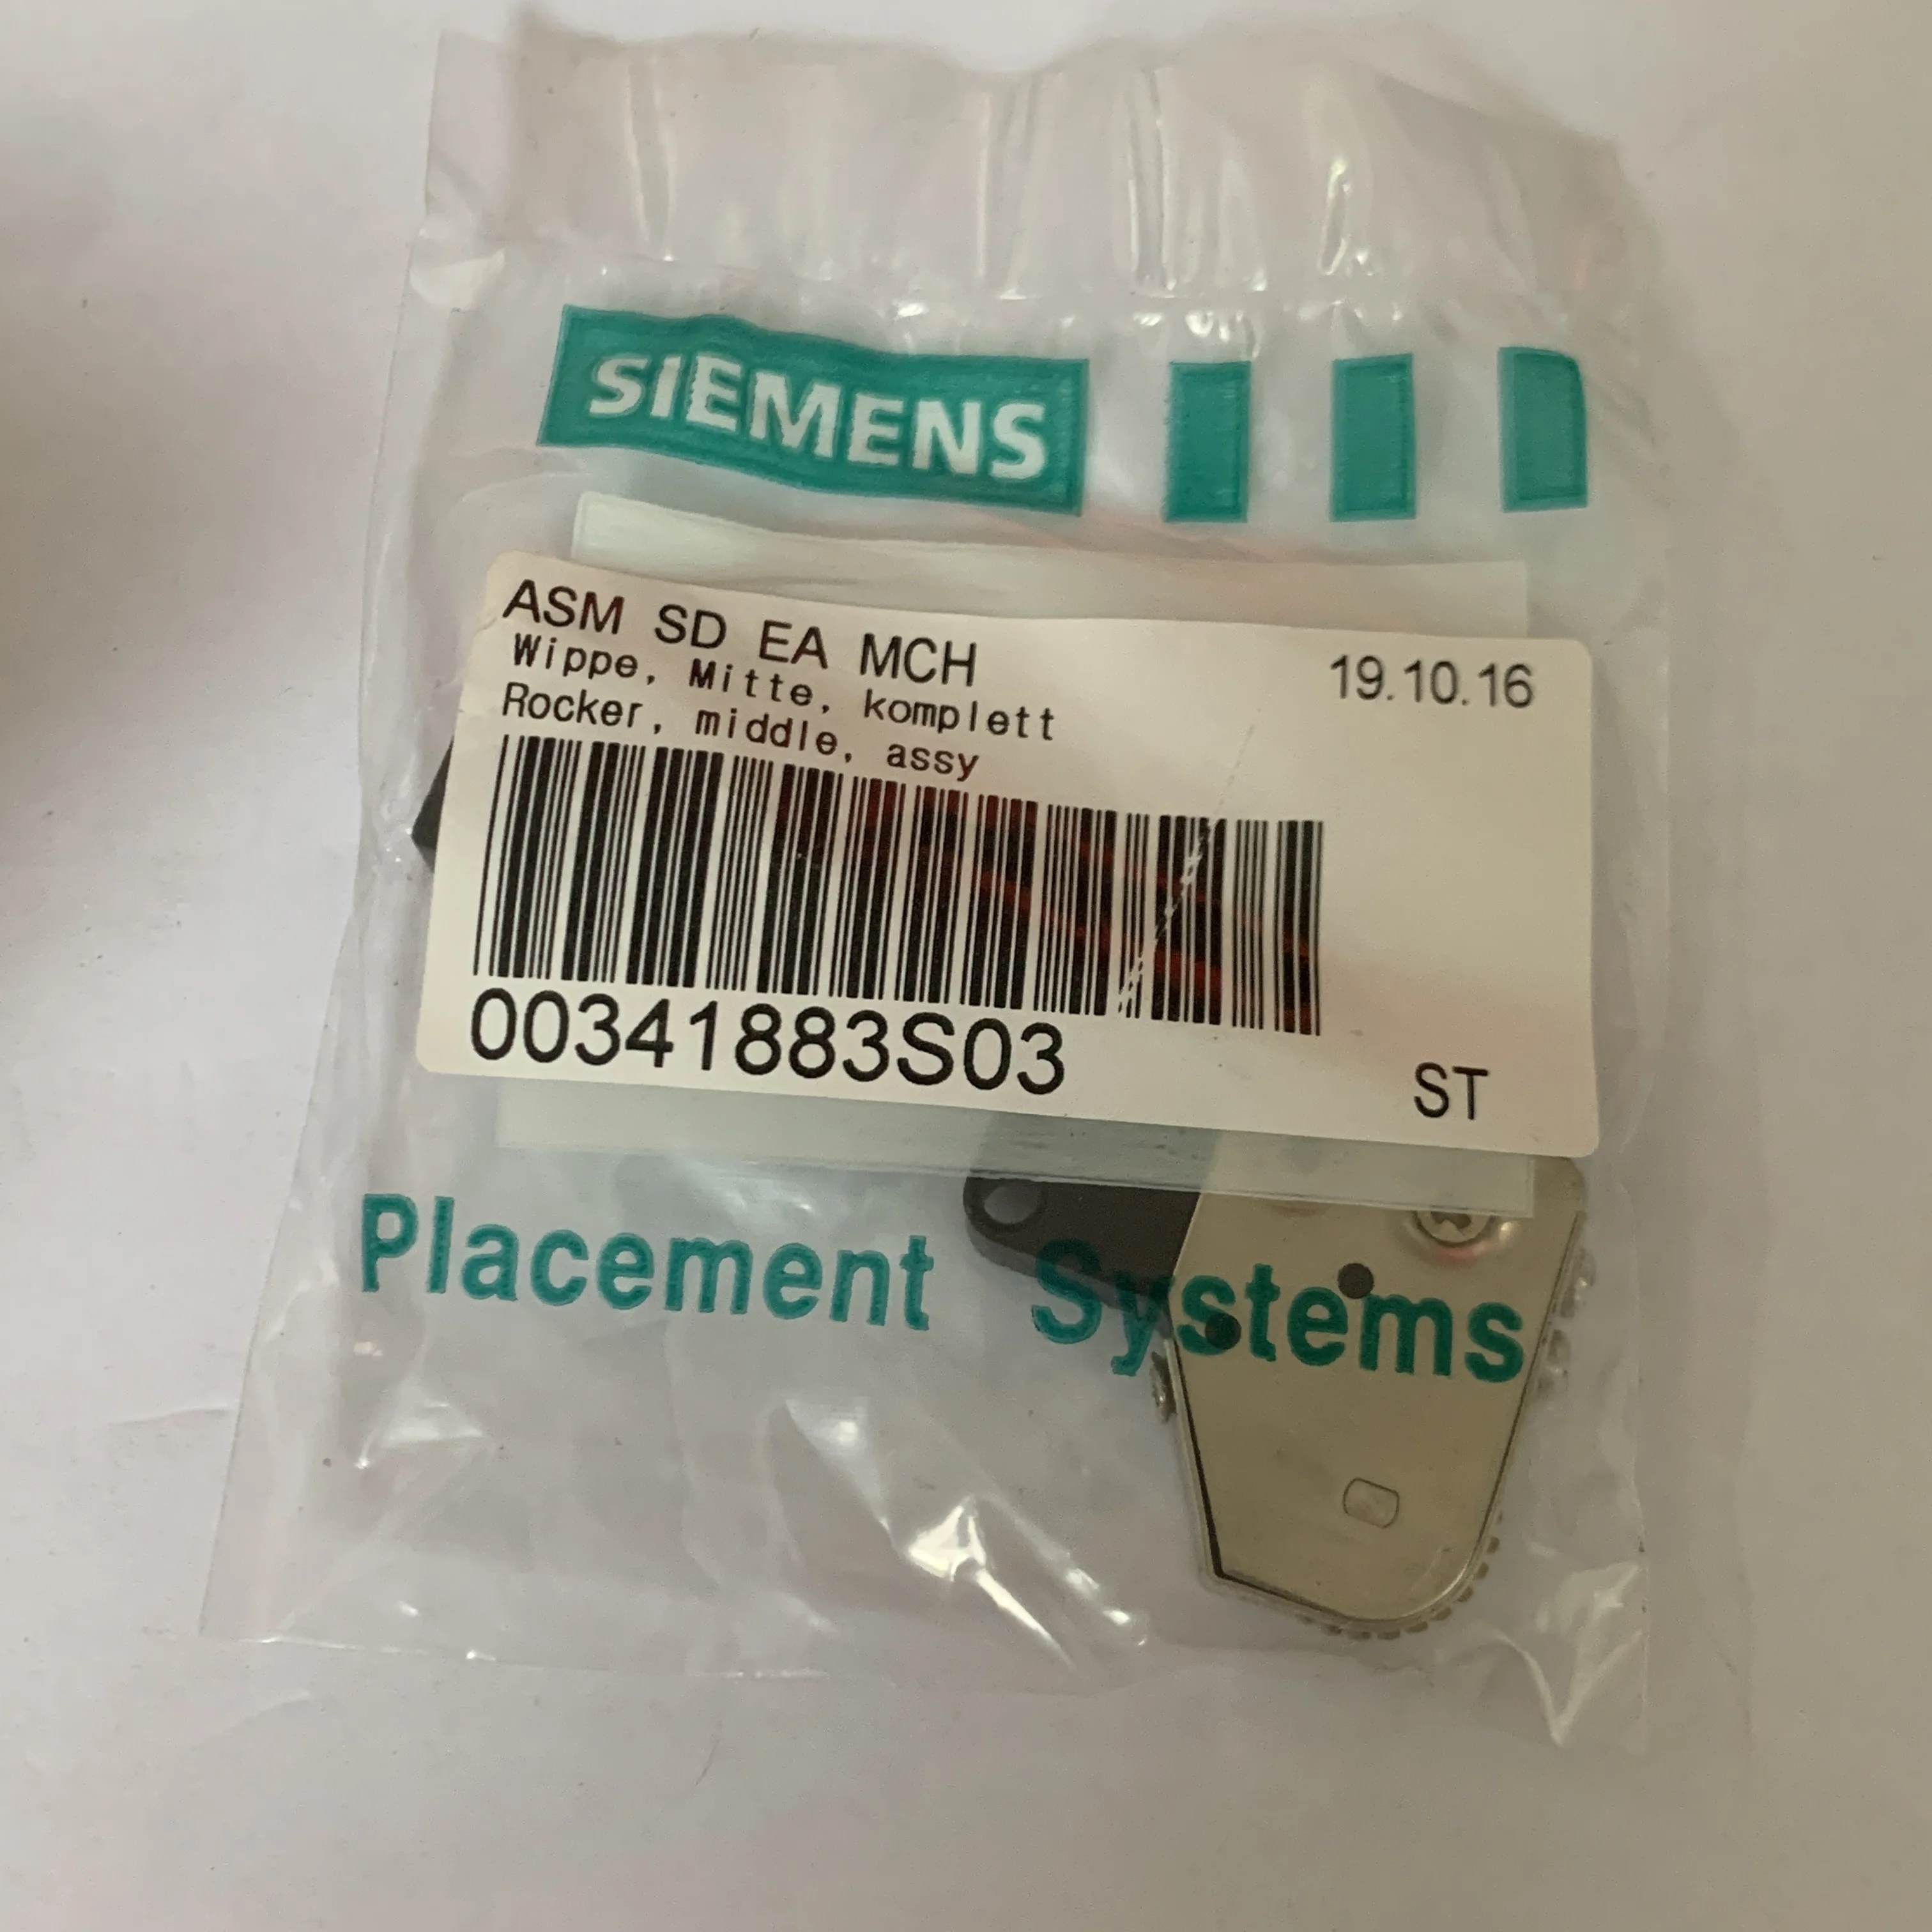 SIEMENS
ASM SD EA MCH
19.10.16
Wippe, Mitte, komplett
Rocker, middle, assy
00341883S03
ST
Placement Systems